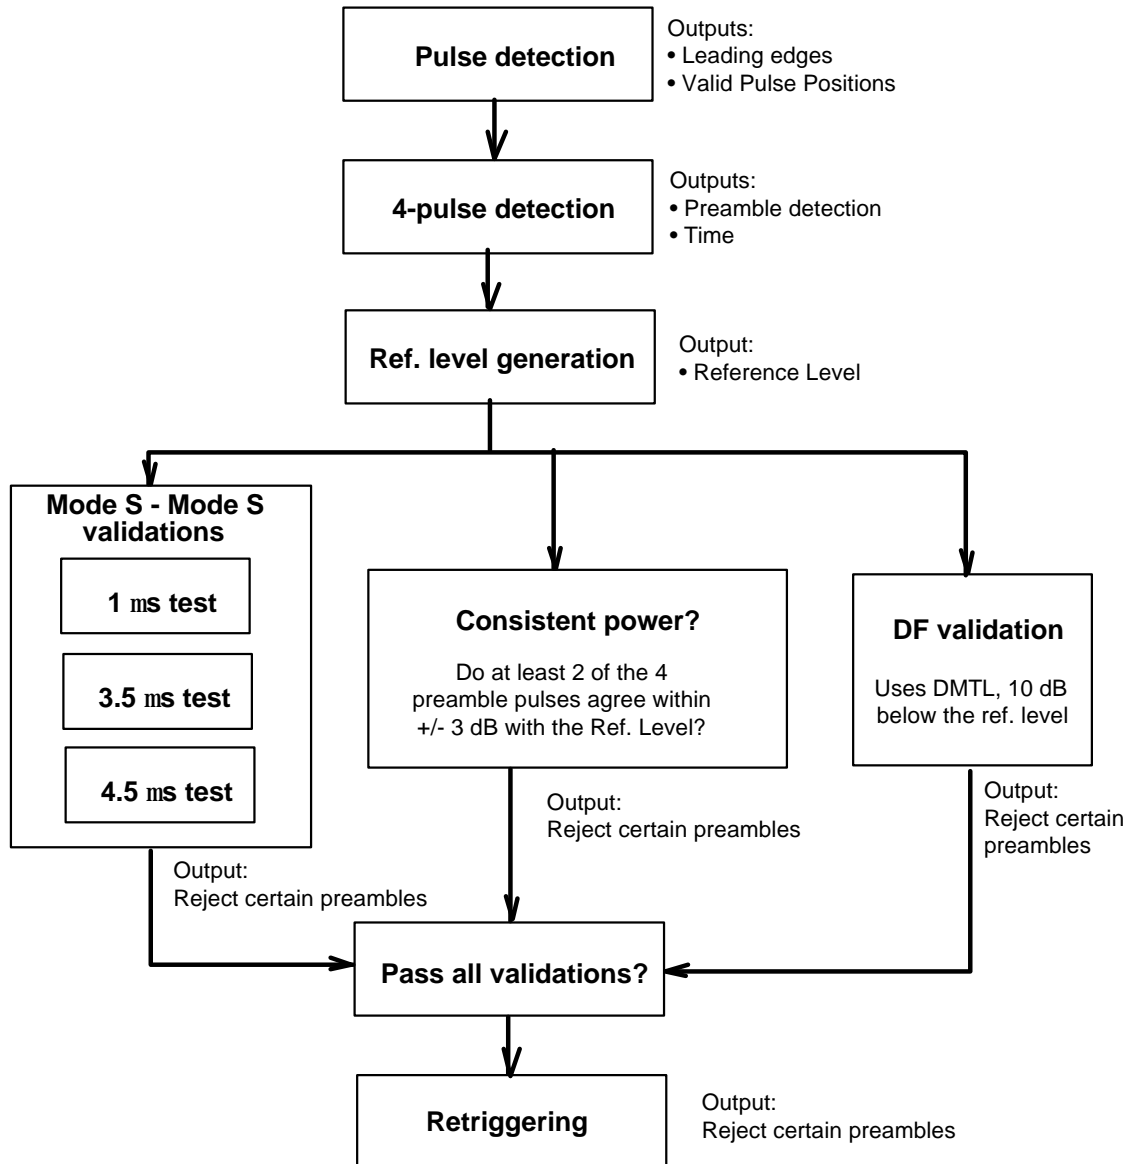 Pulse detection
Outputs:
• Leading edges
• Valid Pulse Positions
4-pulse detection
Outputs:
• Preamble detection
• Time
Ref. level generation
Output:
• Reference Level
Mode S - Mode S
validations
1 ms test
3.5 ms test
4.5 ms test
Output:
Reject certain preambles
Consistent power?
Do at least 2 of the 4
preamble pulses agree within
+/- 3 dB with the Ref. Level?
Output:
Reject certain preambles
DF validation
Uses DMTL, 10 dB
below the ref. level
Output:
Reject certain
preambles
Pass all validations?
Retriggering
Output:
Reject certain preambles